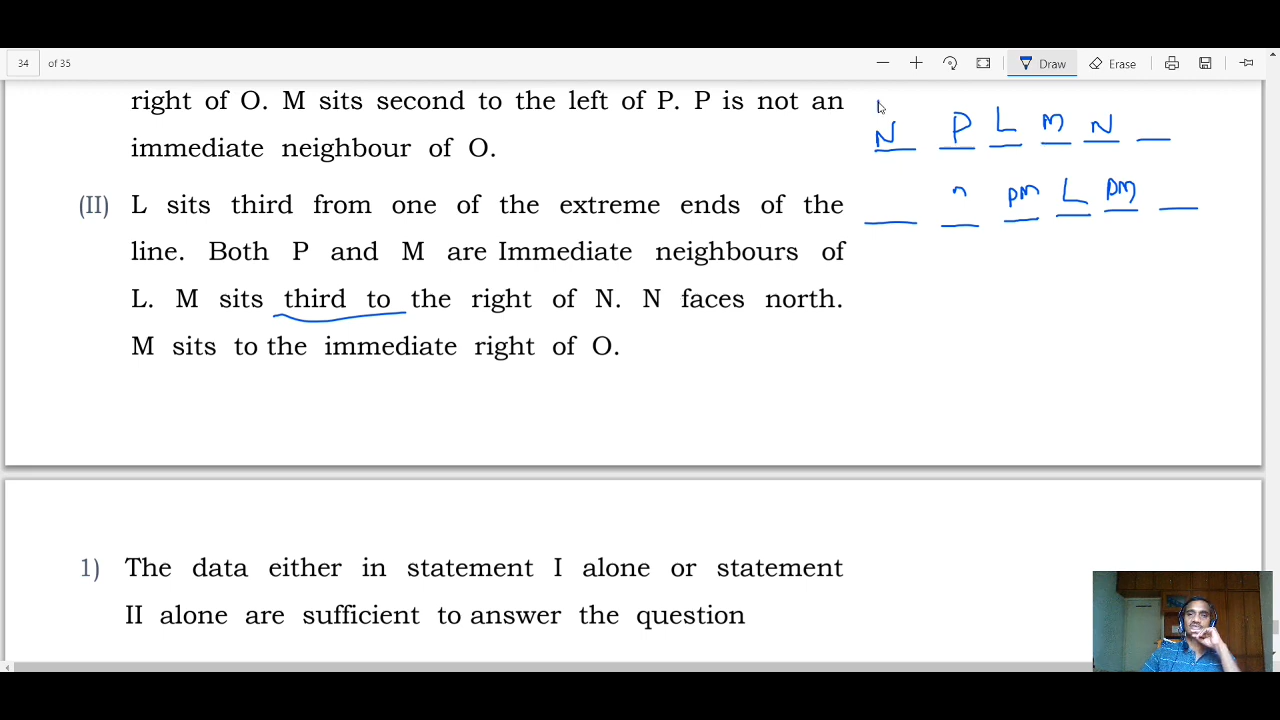 34 of 35
Draw
Erase
right of O. M sits second to the left of P. P is not an
immediate neighbour of O.
(II) L sits third from one of the extreme ends of the
line. Both P and M are Immediate neighbours of
L. M sits third to the right of N. N faces north.
M sits to the immediate right of O.
N P L M N
n PM L PM
1) The data either in statement I alone or statement
II alone are sufficient to answer the question